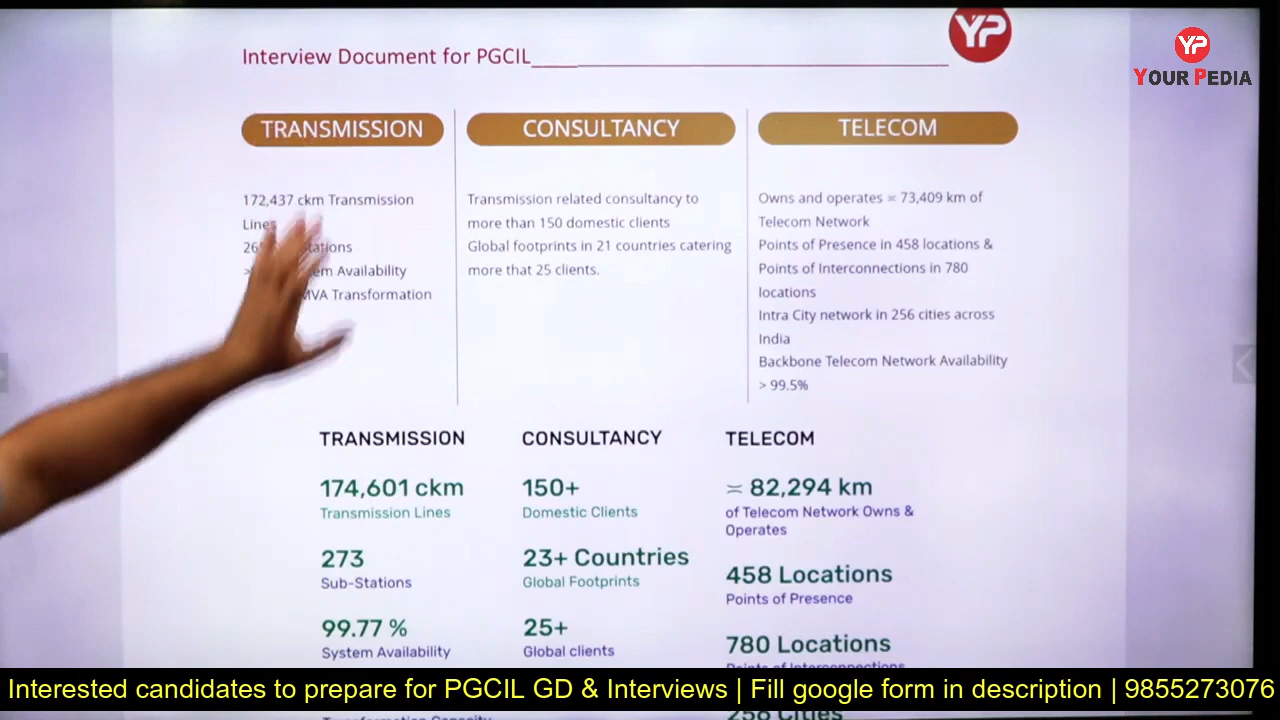 Interview Document for PGCIL
YP
YP
YOUR PEDIA
TRANSMISSION
172,437 ckm Transmission
Lines
Availability
MVA Transformation
CONSULTANCY
Transmission related consultancy to
more than 150 domestic clients
Global footprints in 21 countries catering
more that 25 clients.
TELECOM
Owns and operates ≍ 73,409 km of
Telecom Network
Points of Presence in 458 locations &
Points of Interconnections in 780
locations
Intra City network in 256 cities across
India
Backbone Telecom Network Availability
> 99.5%
TRANSMISSION
174,601 ckm
Transmission Lines
273
Sub-Stations
99.77 %
System Availability
CONSULTANCY
150+
Domestic Clients
23+ Countries
Global Footprints
25+
Global clients
TELECOM
≍ 82,294 km
of Telecom Network Owns &
Operates
458 Locations
Points of Presence
780 Locations
Points of Interconnections
Interested candidates to prepare for PGCIL GD & Interviews | Fill google form in description | 9855273076